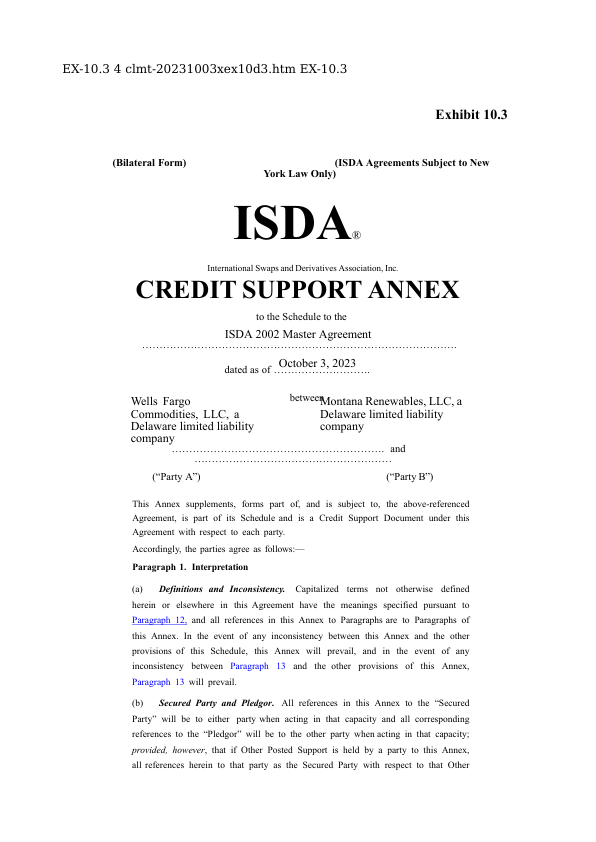 EX-10.3 4 clmt-20231003xex10d3.htm EX-10.3
Exhibit 10.3
(Bilateral Form) (ISDA Agreements Subject to New
York Law Only)
ISDA®
International Swaps and Derivatives Association, Inc.
CREDIT SUPPORT ANNEX
to the Schedule to the
ISDA 2002 Master Agreement
………………………………………………………………………………
October 3, 2023
dated as of ……………………….
between
Wells Fargo Commodities, LLC, a Delaware limited liability company
Montana Renewables, LLC, a Delaware limited liability company
……………………………………………………. and
…………………………………………………
(“Party A”) (“Party B”)
This Annex supplements, forms part of, and is subject to, the above-referenced
Agreement, is part of its Schedule and is a Credit Support Document under this
Agreement with respect to each party.
Accordingly, the parties agree as follows:—
Paragraph 1. Interpretation
(a) Definitions and Inconsistency. Capitalized terms not otherwise defined
herein or elsewhere in this Agreement have the meanings specified pursuant to
Paragraph 12, and all references in this Annex to Paragraphs are to Paragraphs of
this Annex. In the event of any inconsistency between this Annex and the other
provisions of this Schedule, this Annex will prevail, and in the event of any
inconsistency between Paragraph 13 and the other provisions of this Annex,
Paragraph 13 will prevail.
(b) Secured Party and Pledgor. All references in this Annex to the “Secured
Party” will be to either party when acting in that capacity and all corresponding
references to the “Pledgor” will be to the other party when acting in that capacity;
provided, however, that if Other Posted Support is held by a party to this Annex,
all references herein to that party as the Secured Party with respect to that Other